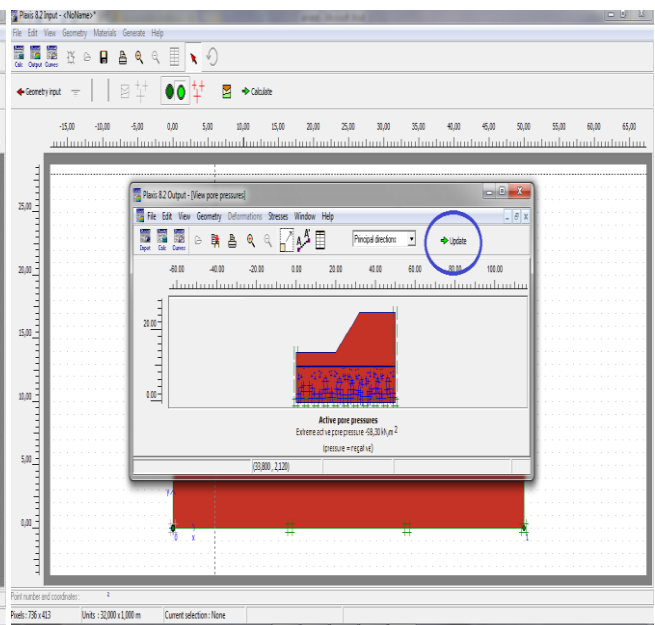 Plaxis 8.2 Input - <NoName>*
File Edit View Geometry Materials Generate Help
Calc Output Curves
Geometry input
Calculate
-15,00 -10,00 -5,00 0,00 5,00 10,00 15,00 20,00 25,00 30,00 35,00 40,00 45,00 50,00 55,00 60,00 65,00
25,00
20,00
15,00
10,00
5,00
0,00
Plaxis 8.2 Output - [View pore pressures]
File Edit View Geometry Deformations Stresses Window Help
Input Calc Curves
Principal directions
Update
-60.00 -40.00 -20.00 0.00 20.00 40.00 60.00 80.00 100.00
20.00
0.00
Active pore pressures
Extreme active pore pressure -98,30 kN/m2
(pressure = negative)
(33,800 , 2,120)
y
0 x 1
Point number and coordinates :
Pixels : 736 x 413 Units : 32,000 x 1,000 m Current selection : None